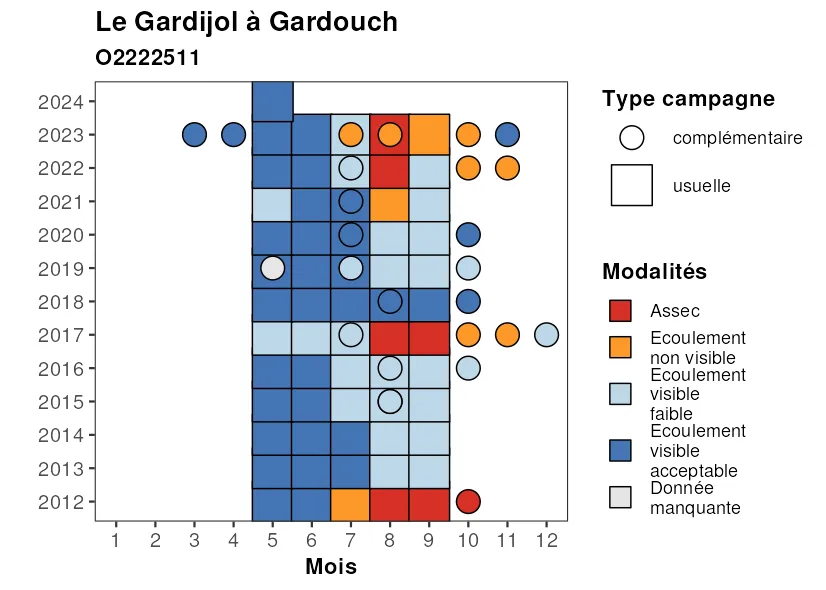 Le Gardijol à Gardouch
O2222511
2024
2023
2022
2021
2020
2019
2018
2017
2016
2015
2014
2013
2012
1 2 3 4 5 6 7 8 9 10 11 12
Mois
Type campagne
complémentaire
usuelle
Modalités
Assec
Ecoulement
non visible
Ecoulement
visible
faible
Ecoulement
visible
acceptable
Donnée
manquante